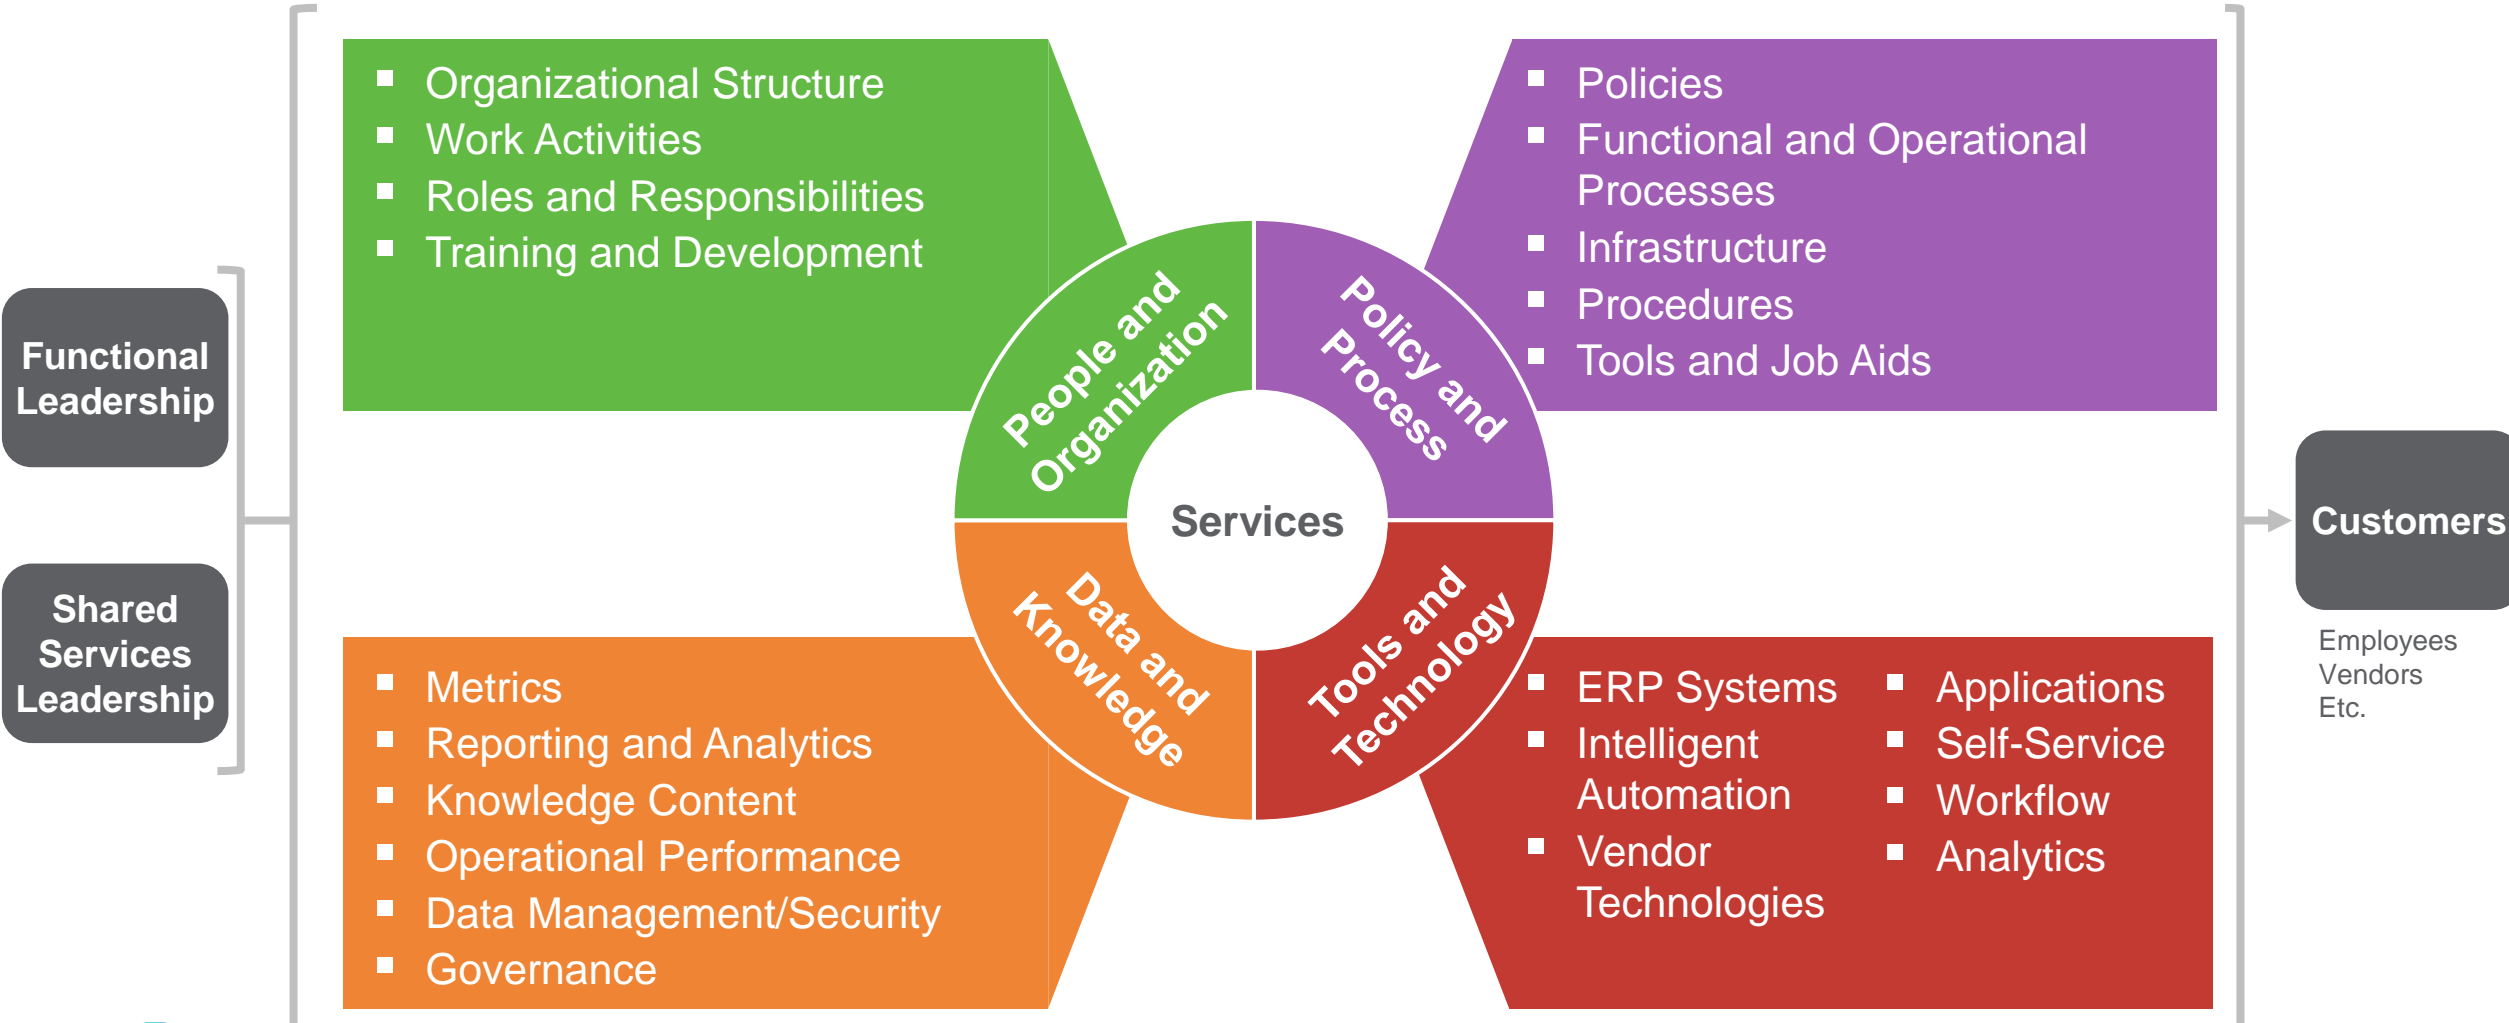 Functional
Leadership
Shared
Services
Leadership
Organizational Structure
Work Activities
Roles and Responsibilities
Training and Development
People and
Organization
Policies
Functional and Operational
Processes
Infrastructure
Procedures
Tools and Job Aids
Policy and
Process
Services
Metrics
Reporting and Analytics
Knowledge Content
Operational Performance
Data Management/Security
Governance
Data and
Knowledge
Tools and
Technology
ERP Systems
Intelligent
Automation
Vendor
Technologies
Applications
Self-Service
Workflow
Analytics
Customers
Employees
Vendors
Etc.